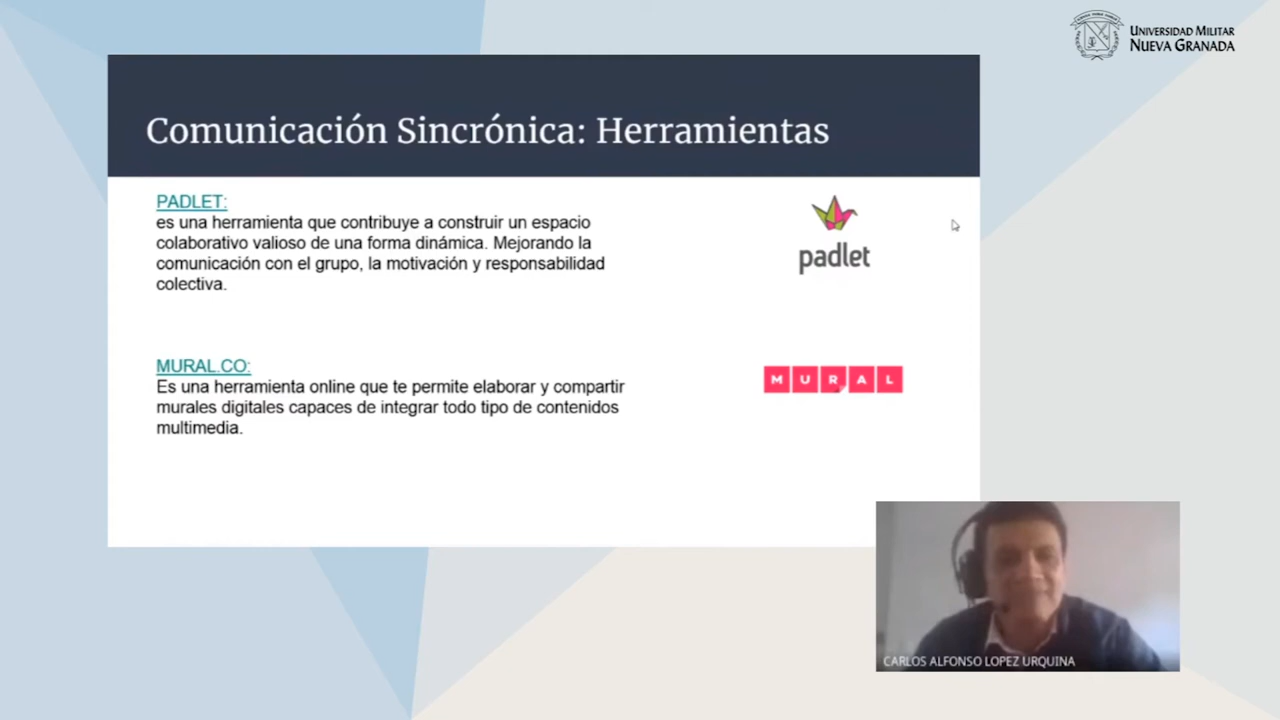 UNIVERSIDAD MILITAR
NUEVA GRANADA
Comunicación Sincrónica: Herramientas
PADLET:
es una herramienta que contribuye a construir un espacio
colaborativo valioso de una forma dinámica. Mejorando la
comunicación con el grupo, la motivación y responsabilidad
colectiva.
padlet
MURAL.CO:
Es una herramienta online que te permite elaborar y compartir
murales digitales capaces de integrar todo tipo de contenidos
multimedia.
MURAL
CARLOS ALFONSO LOPEZ URQUINA